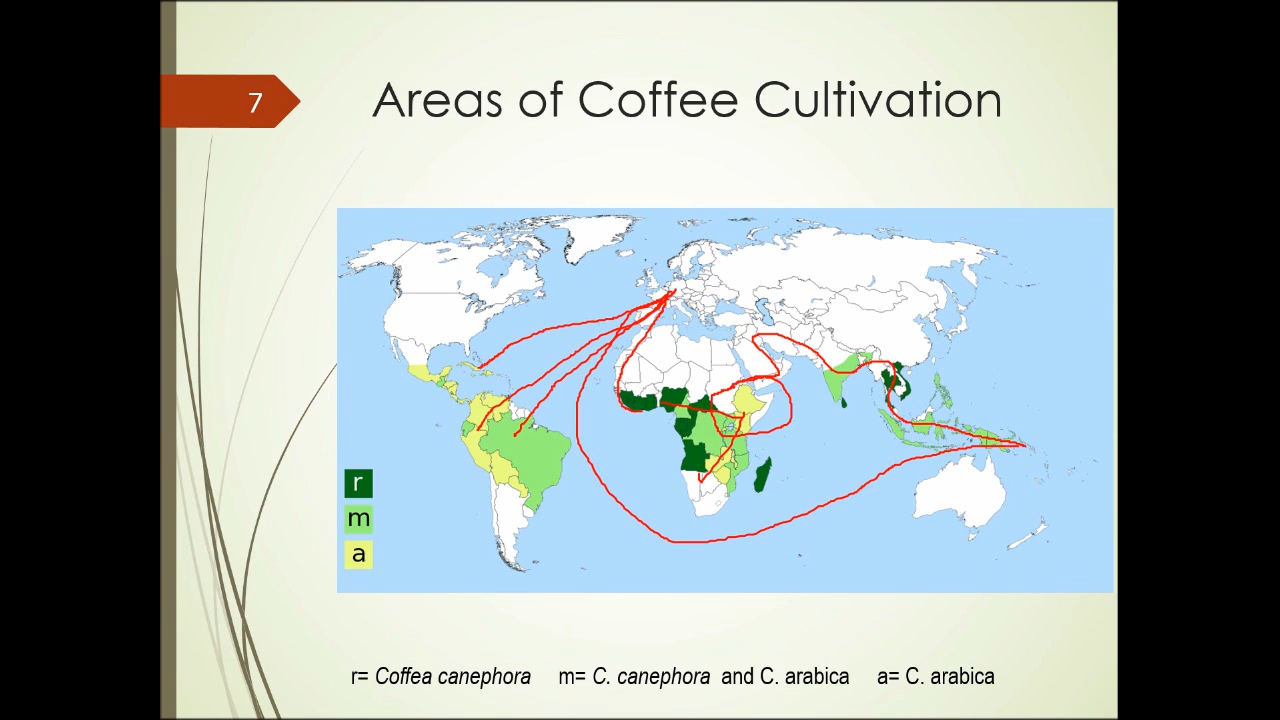 7
Areas of Coffee Cultivation
r
m
a
r= Coffea canephora m= C. canephora and C. arabica a= C. arabica